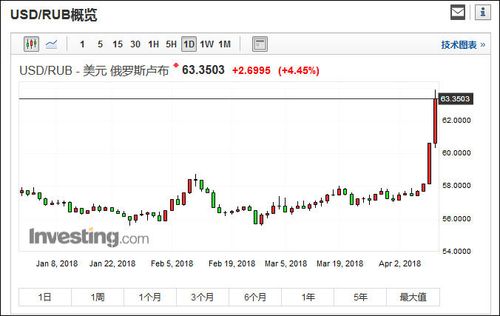 USD/RUB概览
1 5 15 30 1H 5H 1D 1W 1M
技术图表 »
USD/RUB - 美元 俄罗斯卢布 63.3503 +2.6995 (+4.45%)
63.3503
62.0000
60.0000
58.0000
56.0000
54.0000
Investing.com
Jan 8, 2018 Jan 22, 2018 Feb 5, 2018 Feb 19, 2018 Mar 5, 2018 Mar 19, 2018 Apr 2, 2018
1日 1周 1个月 3个月 6个月 1年 5年 最大值